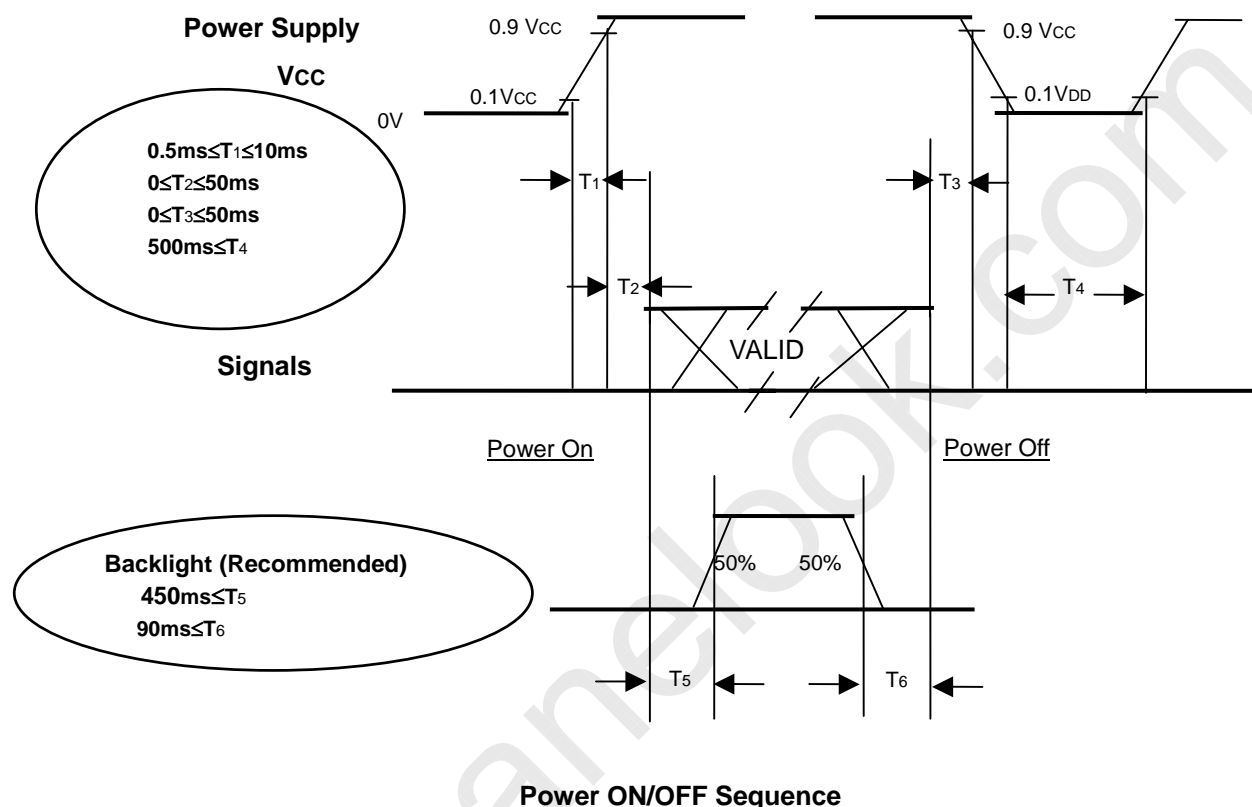 Power Supply
VCC
0.9 VCC
0.9 VCC
0.1VCC
0.1VDD
0V
0.5ms≤T1≤10ms
0≤T2≤50ms
0≤T3≤50ms
500ms≤T4
T1
T3
T2
T4
VALID
Signals
Power On
Power Off
Backlight (Recommended)
450ms≤T5
90ms≤T6
50%
50%
T5
T6
Power ON/OFF Sequence
anelook.com